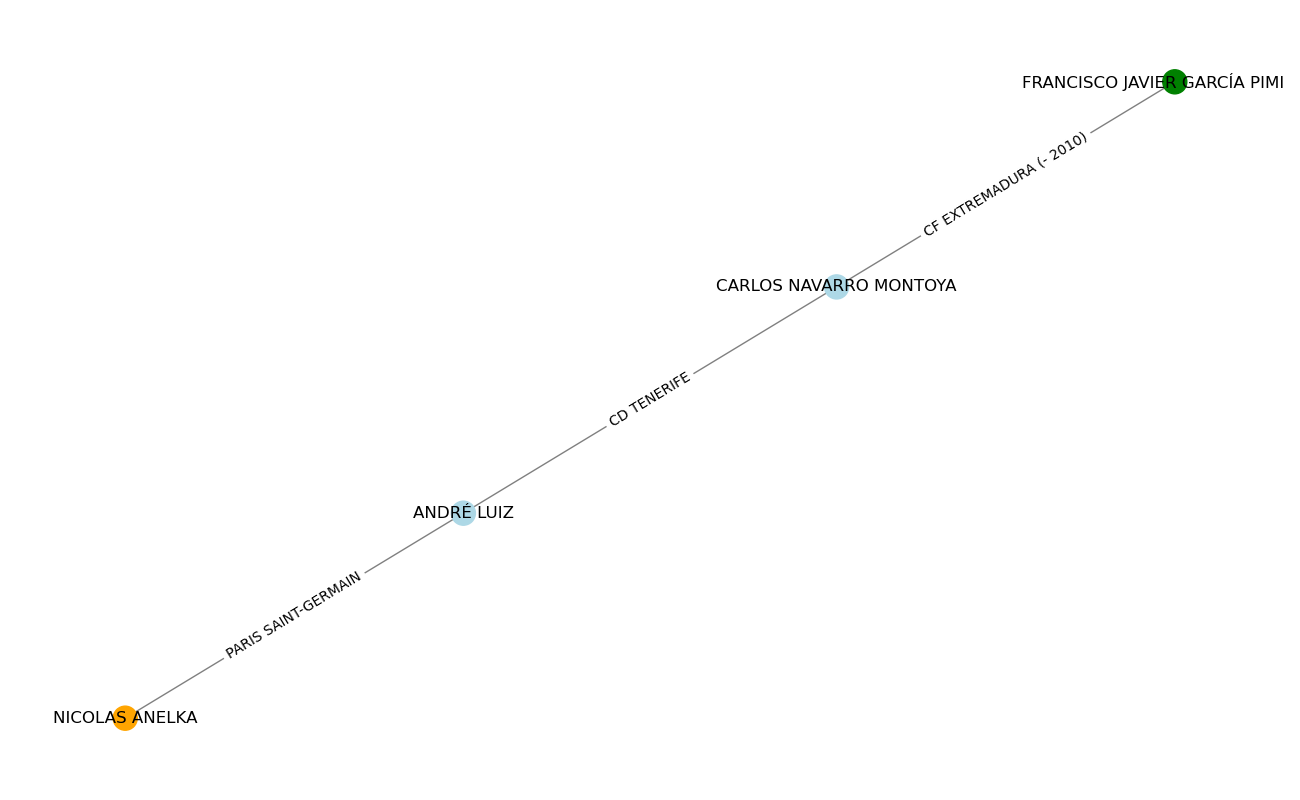 FRANCISCO JAVIER GARCÍA PIMI
CF EXTREMADURA (- 2010)
CARLOS NAVARRO MONTOYA
CD TENERIFE
ANDRÉ LUIZ
PARIS SAINT-GERMAIN
NICOLAS ANELKA